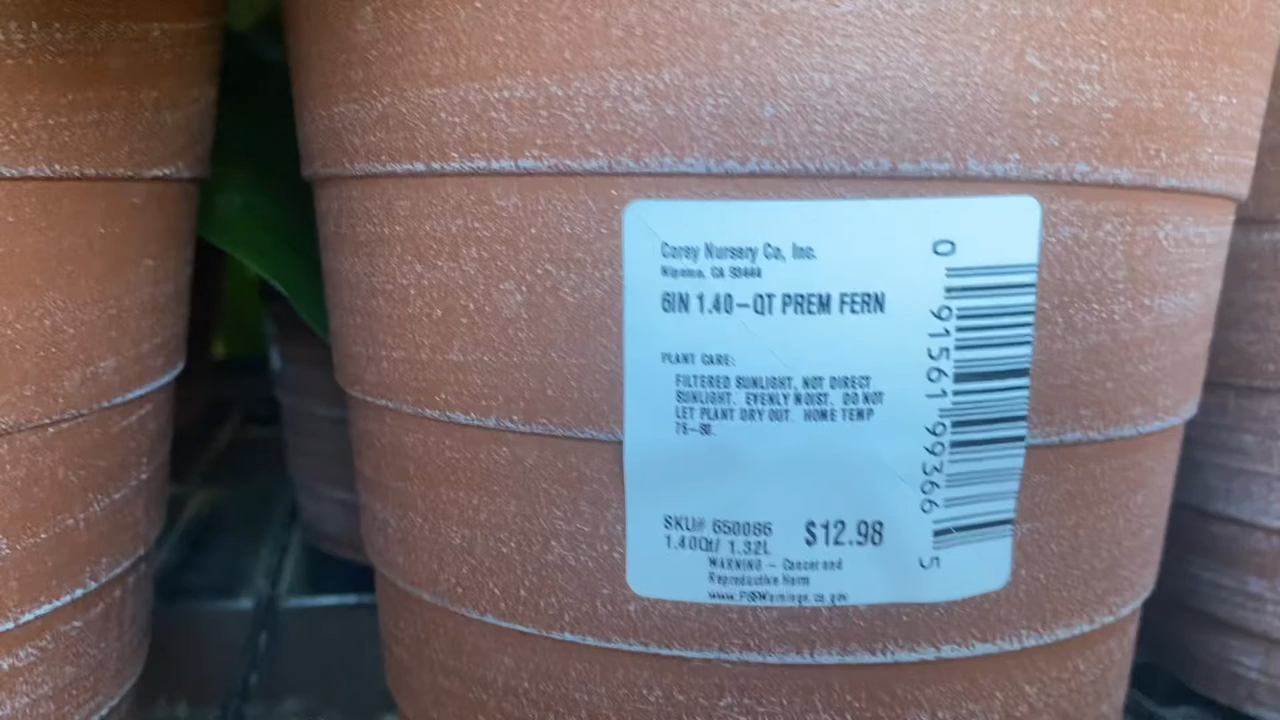 Corsy Nursery Co, Inc.
Nipomo, CA 93444
6IN 1.40-QT PREM FERN
PLANT CARE:
FILTERED SUNLIGHT, NOT DIRECT
SUNLIGHT. EVENLY MOIST. DO NOT
LET PLANT DRY OUT. HOME TEMP
75-80.
SKU# 650086
$12.98
1.40Qt/ 1.32L
WARNING - Cancer and
Reproductive Harm
www.P65Warnings.ca.gov
0 91561 99366 5